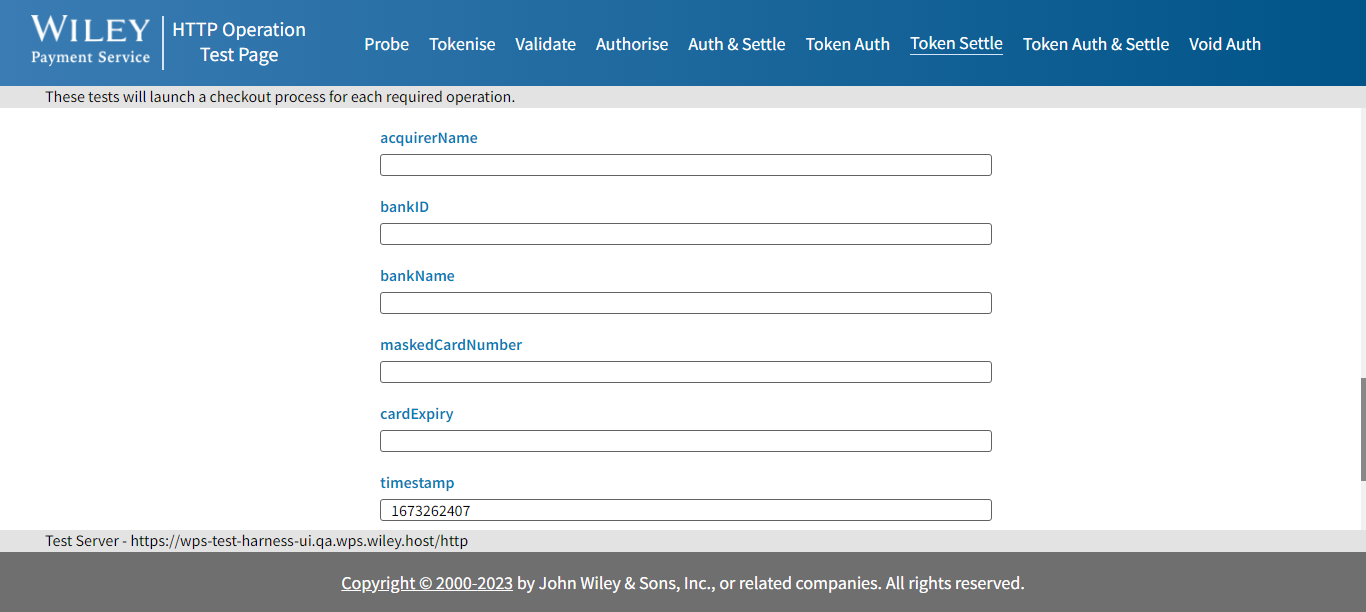 WILEY
Payment Service
HTTP Operation
Test Page
Probe Tokenise Validate Authorise Auth & Settle Token Auth Token Settle Token Auth & Settle Void Auth
These tests will launch a checkout process for each required operation.
acquirerName
bankID
bankName
maskedCardNumber
cardExpiry
timestamp
1673262407
Test Server - https://wps-test-harness-ui.qa.wps.wiley.host/http
Copyright © 2000-2023 by John Wiley & Sons, Inc., or related companies. All rights reserved.